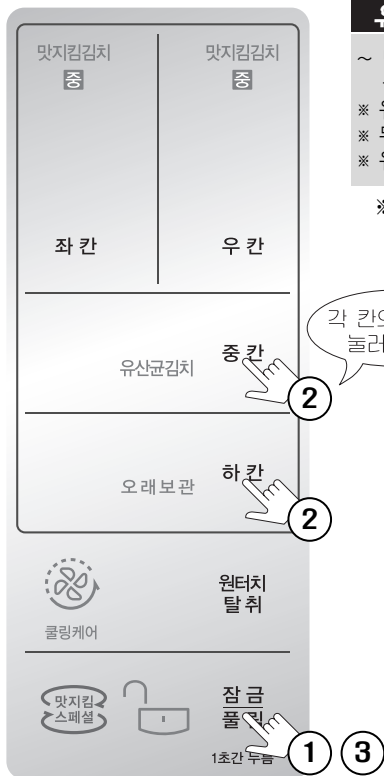 맛지킴김치 맛지킴김치
중 중
좌 칸 우 칸
중 칸
유산균김치
②
하 칸
오 래 보 관
②
원터치
탈 취
쿨링케어
맛지킴
스페셜
잠 금
풀 림
1초간 누름
① ③
~
※
※
※
※
각 칸의
눌러